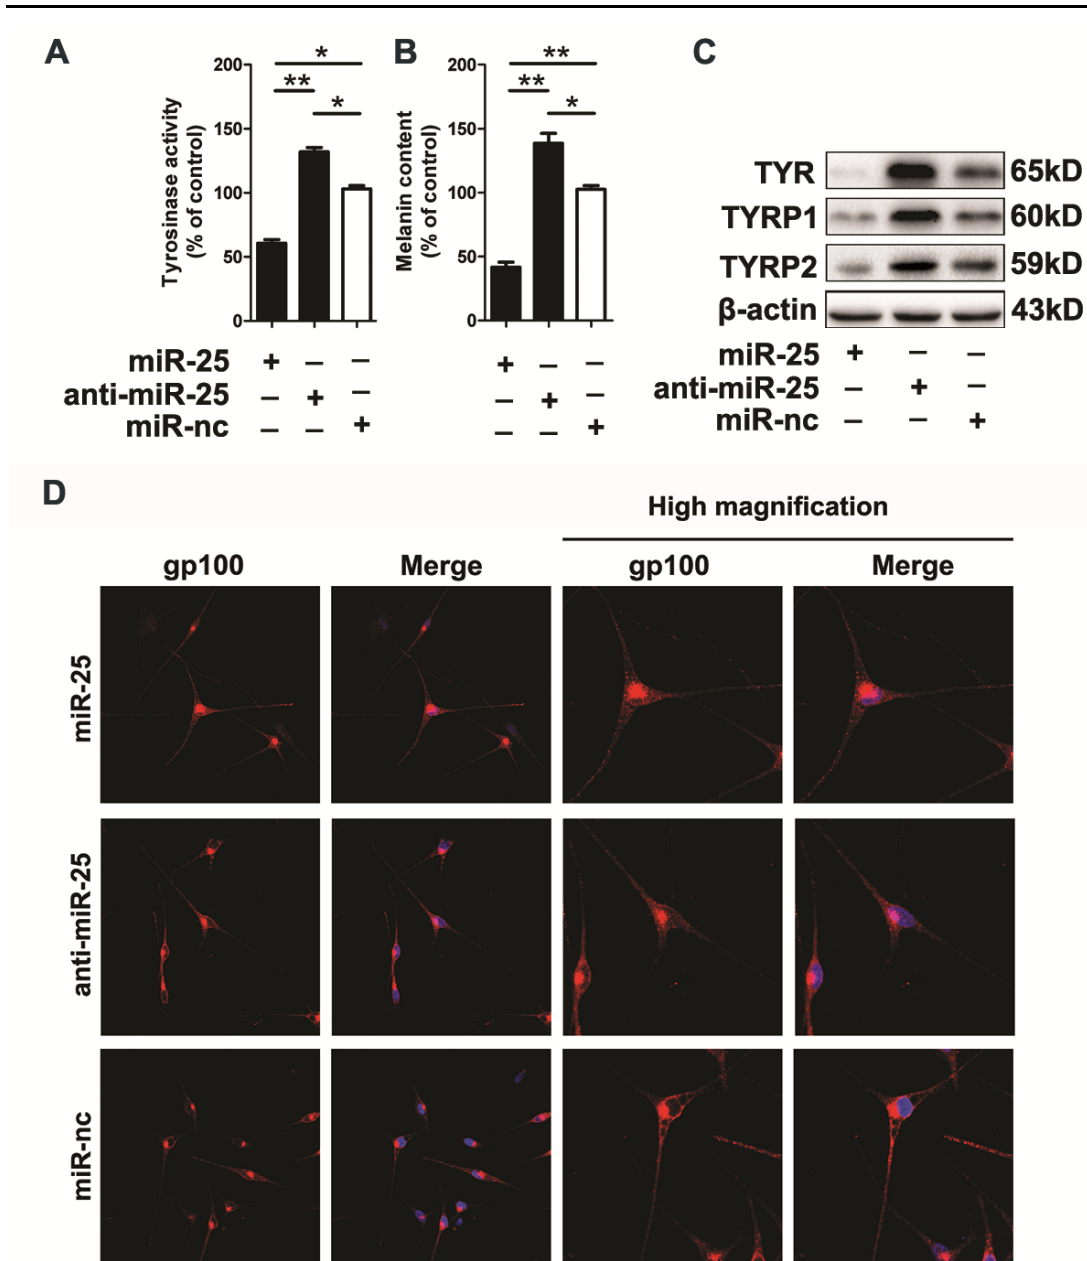 A
Tyrosinase activity
(% of control)
200
150
100
50
0
*
**
*
miR-25 + – –
anti-miR-25 – + –
miR-nc – – +
B
Melanin content
(% of control)
200
150
100
50
0
**
**
*
+ – –
– + –
– – +
C
TYR 65kD
TYRP1 60kD
TYRP2 59kD
β-actin 43kD
miR-25 + – –
anti-miR-25 – + –
miR-nc – – +
D
High magnification
gp100 Merge gp100 Merge
miR-25
anti-miR-25
miR-nc